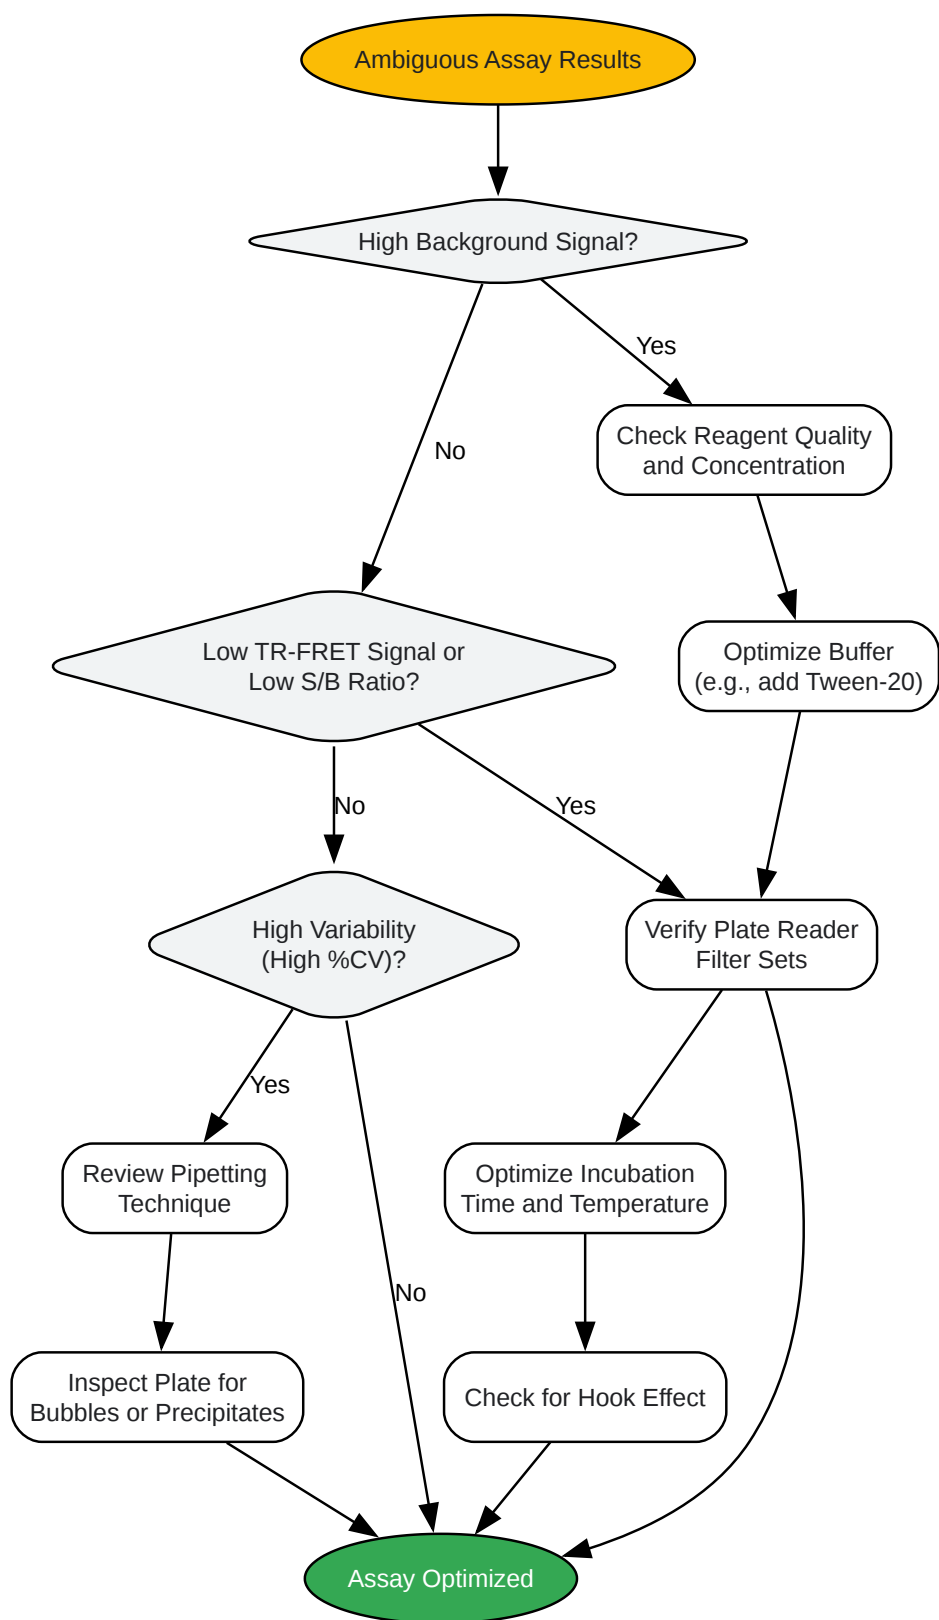 Ambiguous Assay Results
High Background Signal?
Yes
Check Reagent Quality
and Concentration
No
Low TR-FRET Signal or
Low S/B Ratio?
Optimize Buffer
(e.g., add Tween-20)
No
Yes
High Variability
(High %CV)?
Verify Plate Reader
Filter Sets
Yes
Review Pipetting
Technique
Optimize Incubation
Time and Temperature
No
Inspect Plate for
Bubbles or Precipitates
Check for Hook Effect
Assay Optimized